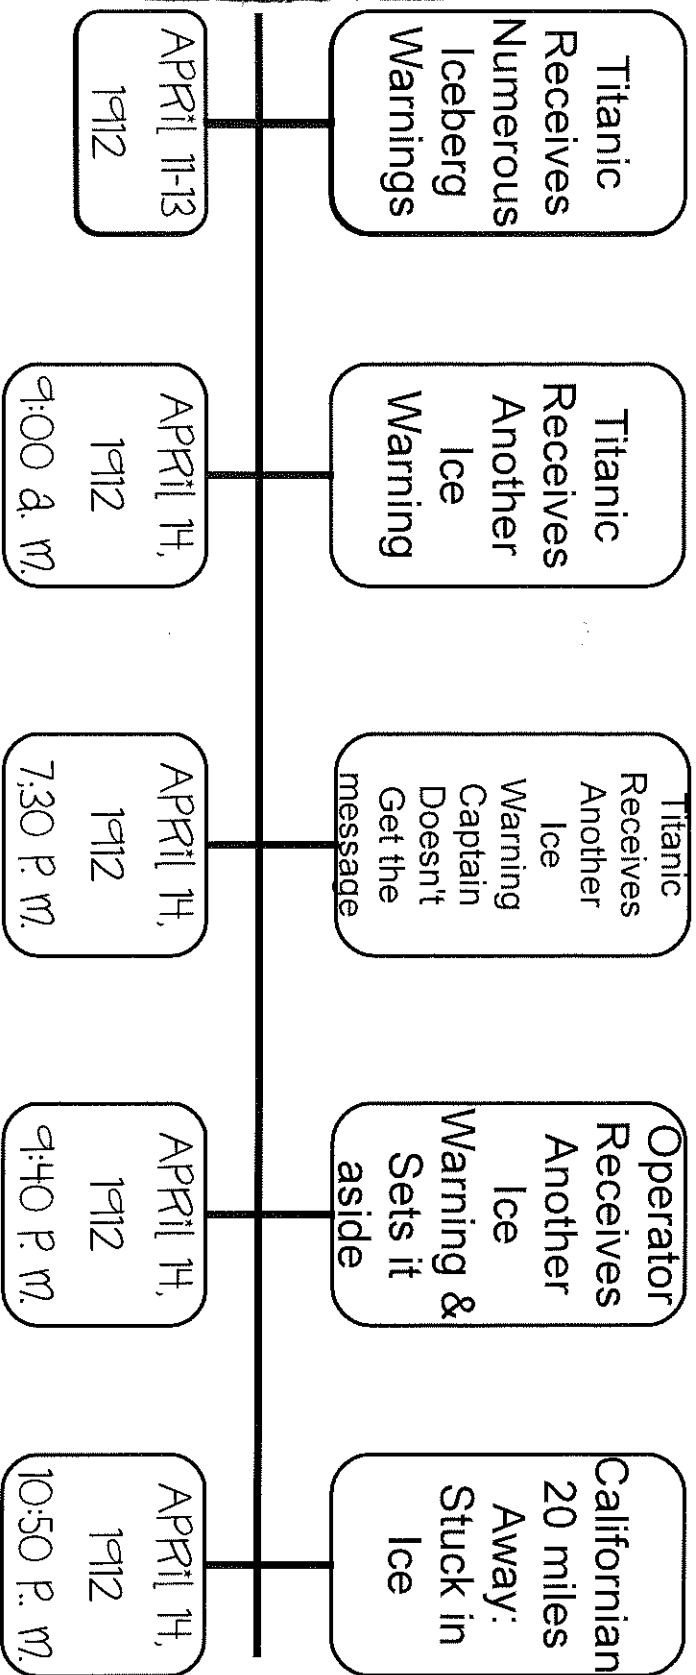 Titanic
Receives
Numerous
Iceberg
Warnings
APRil 11-13
1912
Titanic
Receives
Another
Ice
Warning
APRil 14,
1912
9:00 a. m.
Titanic
Receives
Another
Ice
Warning
Captain
Doesn't
Get the
message
APRil 14,
1912
7:30 P. m.
Operator
Receives
Another
Ice
Warning &
Sets it
aside
APRil 14,
1912
9:40 P. m.
Californian
20 miles
Away:
Stuck in
Ice
APRil 14,
1912
10:50 P. m.